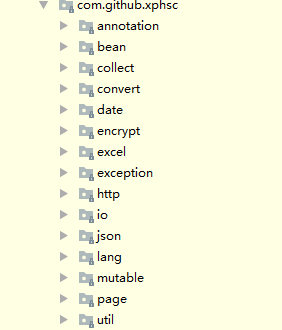 com.github.xphsc
annotation
bean
collect
convert
date
encrypt
excel
exception
http
io
json
lang
mutable
page
util